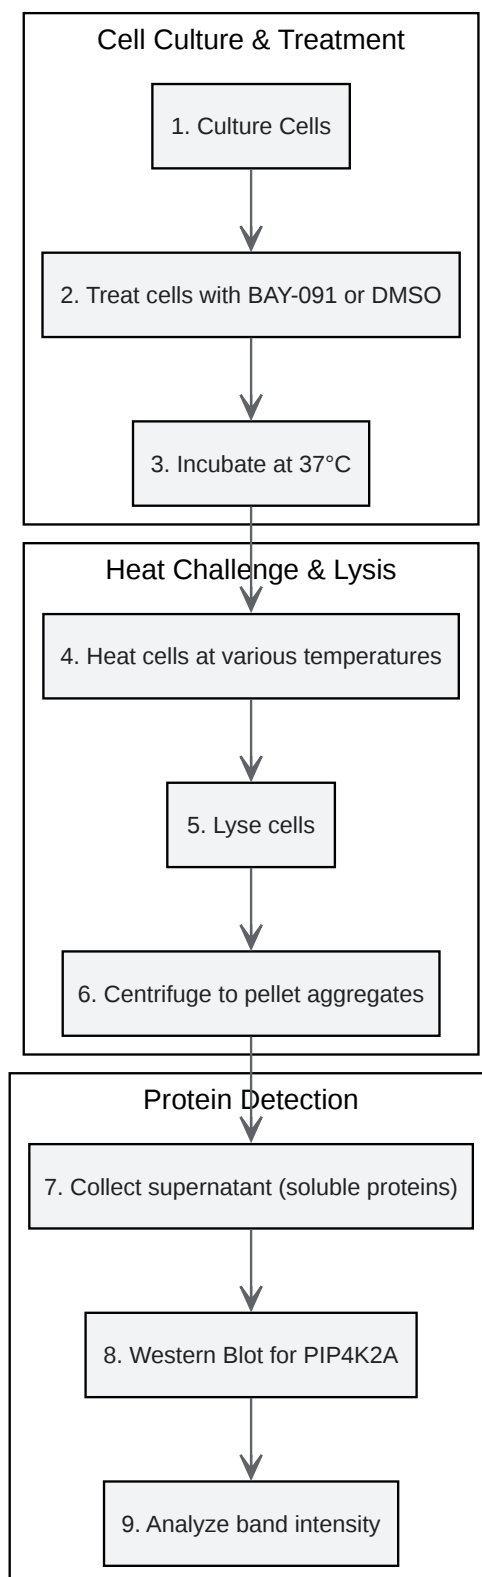 Cell Culture & Treatment
1. Culture Cells
2. Treat cells with BAY-091 or DMSO
3. Incubate at 37°C
Heat Challenge & Lysis
4. Heat cells at various temperatures
5. Lyse cells
6. Centrifuge to pellet aggregates
Protein Detection
7. Collect supernatant (soluble proteins)
8. Western Blot for PIP4K2A
9. Analyze band intensity